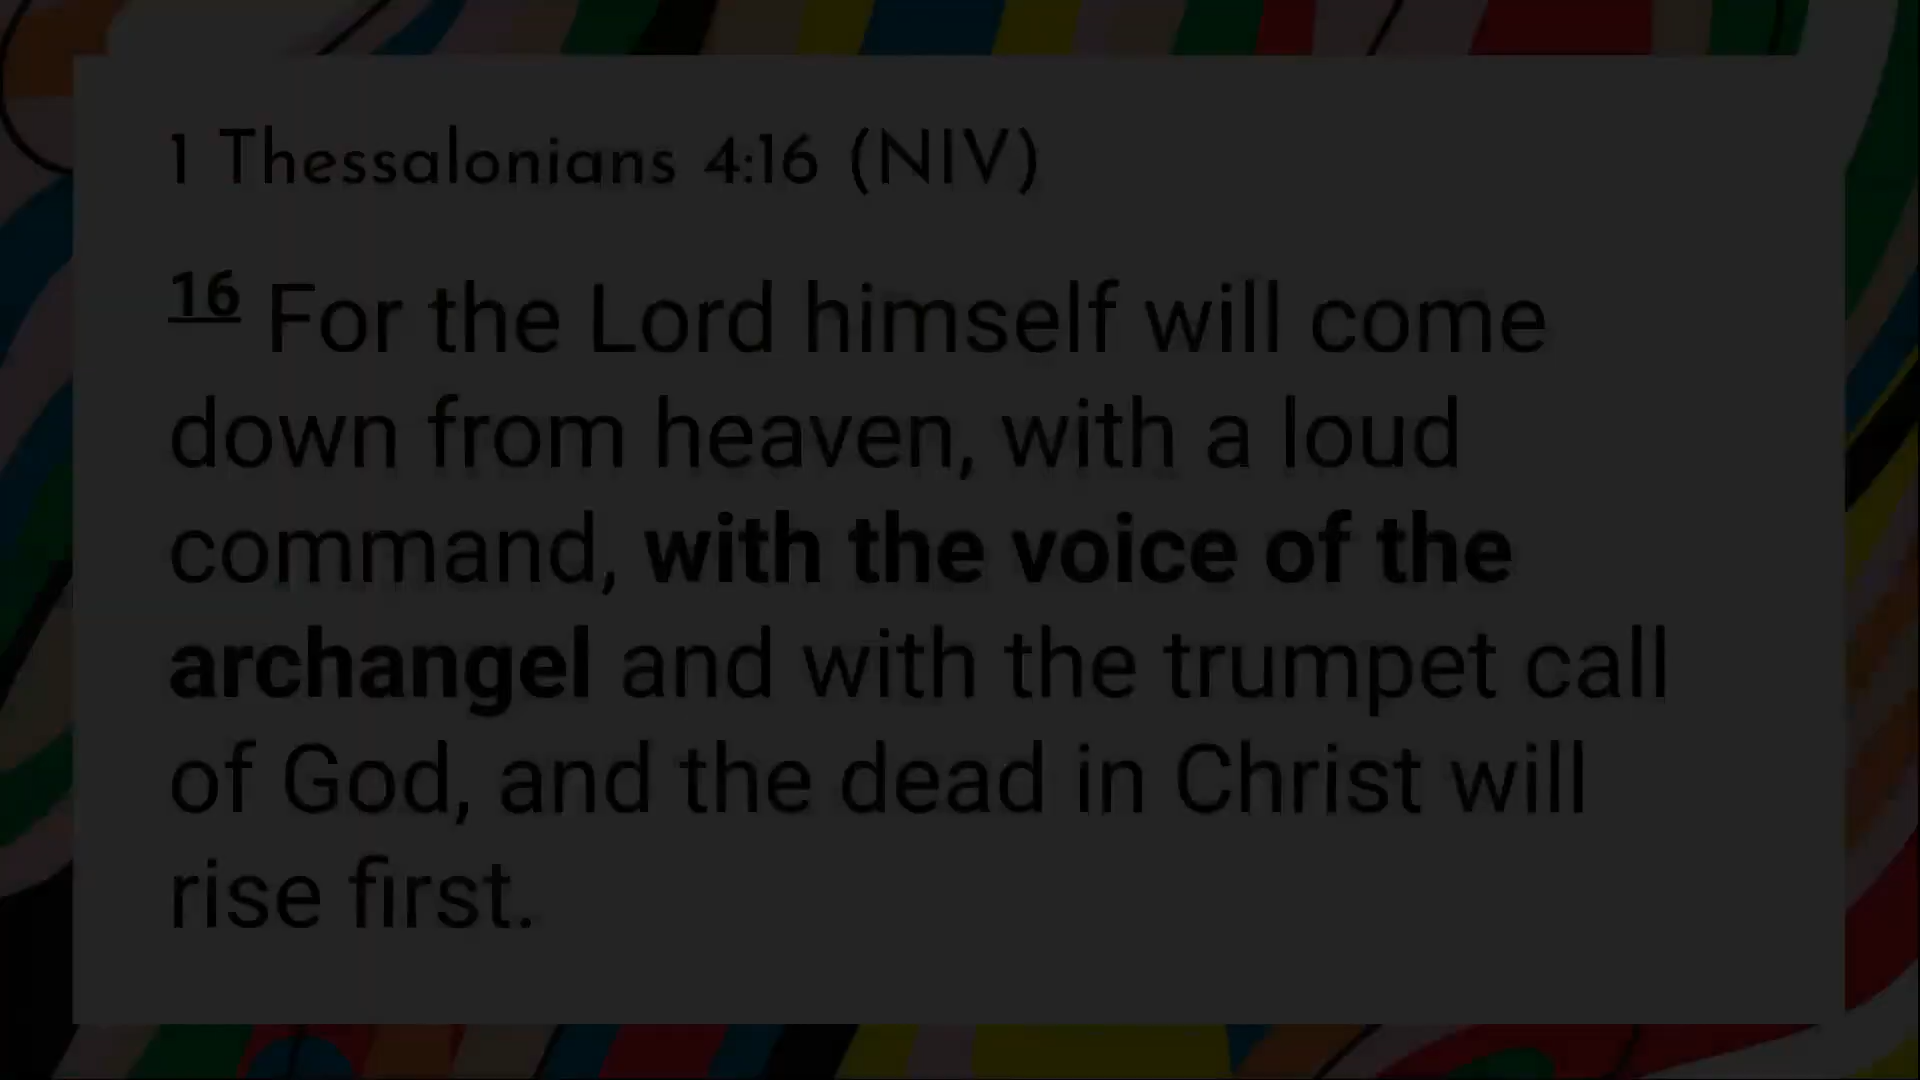 1 Thessalonians 4:16 (NIV)
16 For the Lord himself will come
down from heaven, with a loud
command, with the voice of the
archangel and with the trumpet call
of God, and the dead in Christ will
rise first.